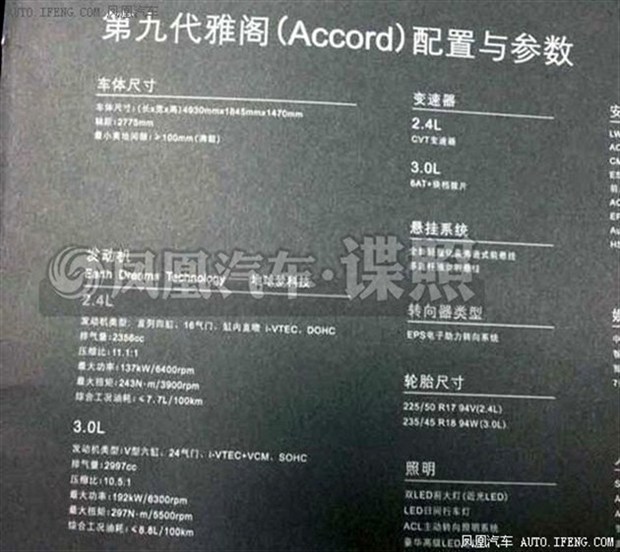 AUTO.IFENG.COM 凤凰汽车
第九代雅阁(Accord)配置与参数
车体尺寸
车体尺寸:(长x宽x高)4930mmx1845mmx1470mm
轴距:2775mm
最小离地间隙:≥100mm(满载)
发动机
Earth Dreams Technology 地球梦科技
2.4L
发动机类型:直列四缸、16气门、缸内直喷 i-VTEC、DOHC
排气量:2356cc
压缩比:11.1:1
最大功率:137kW/6400rpm
最大扭矩:243N·m/3900rpm
综合工况油耗:≤7.7L/100km
3.0L
发动机类型:V型六缸、24气门、i-VTEC+VCM、SOHC
排气量:2997cc
压缩比:10.5:1
最大功率:192kW/6300rpm
最大扭矩:297N·m/5500rpm
综合工况油耗:≤8.8L/100km
变速器
2.4L
CVT变速器
3.0L
6AT+换档拨片
悬挂系统
转向器类型
EPS电子助力转向系统
轮胎尺寸
225/50 R17 94V(2.4L)
235/45 R18 94W(3.0L)
照明
双LED前大灯(近光LED)
LED日间行车灯
ACL主动转向照明系统
豪华高级LED
凤凰汽车·谍照
凤凰汽车 AUTO.IFENG.COM